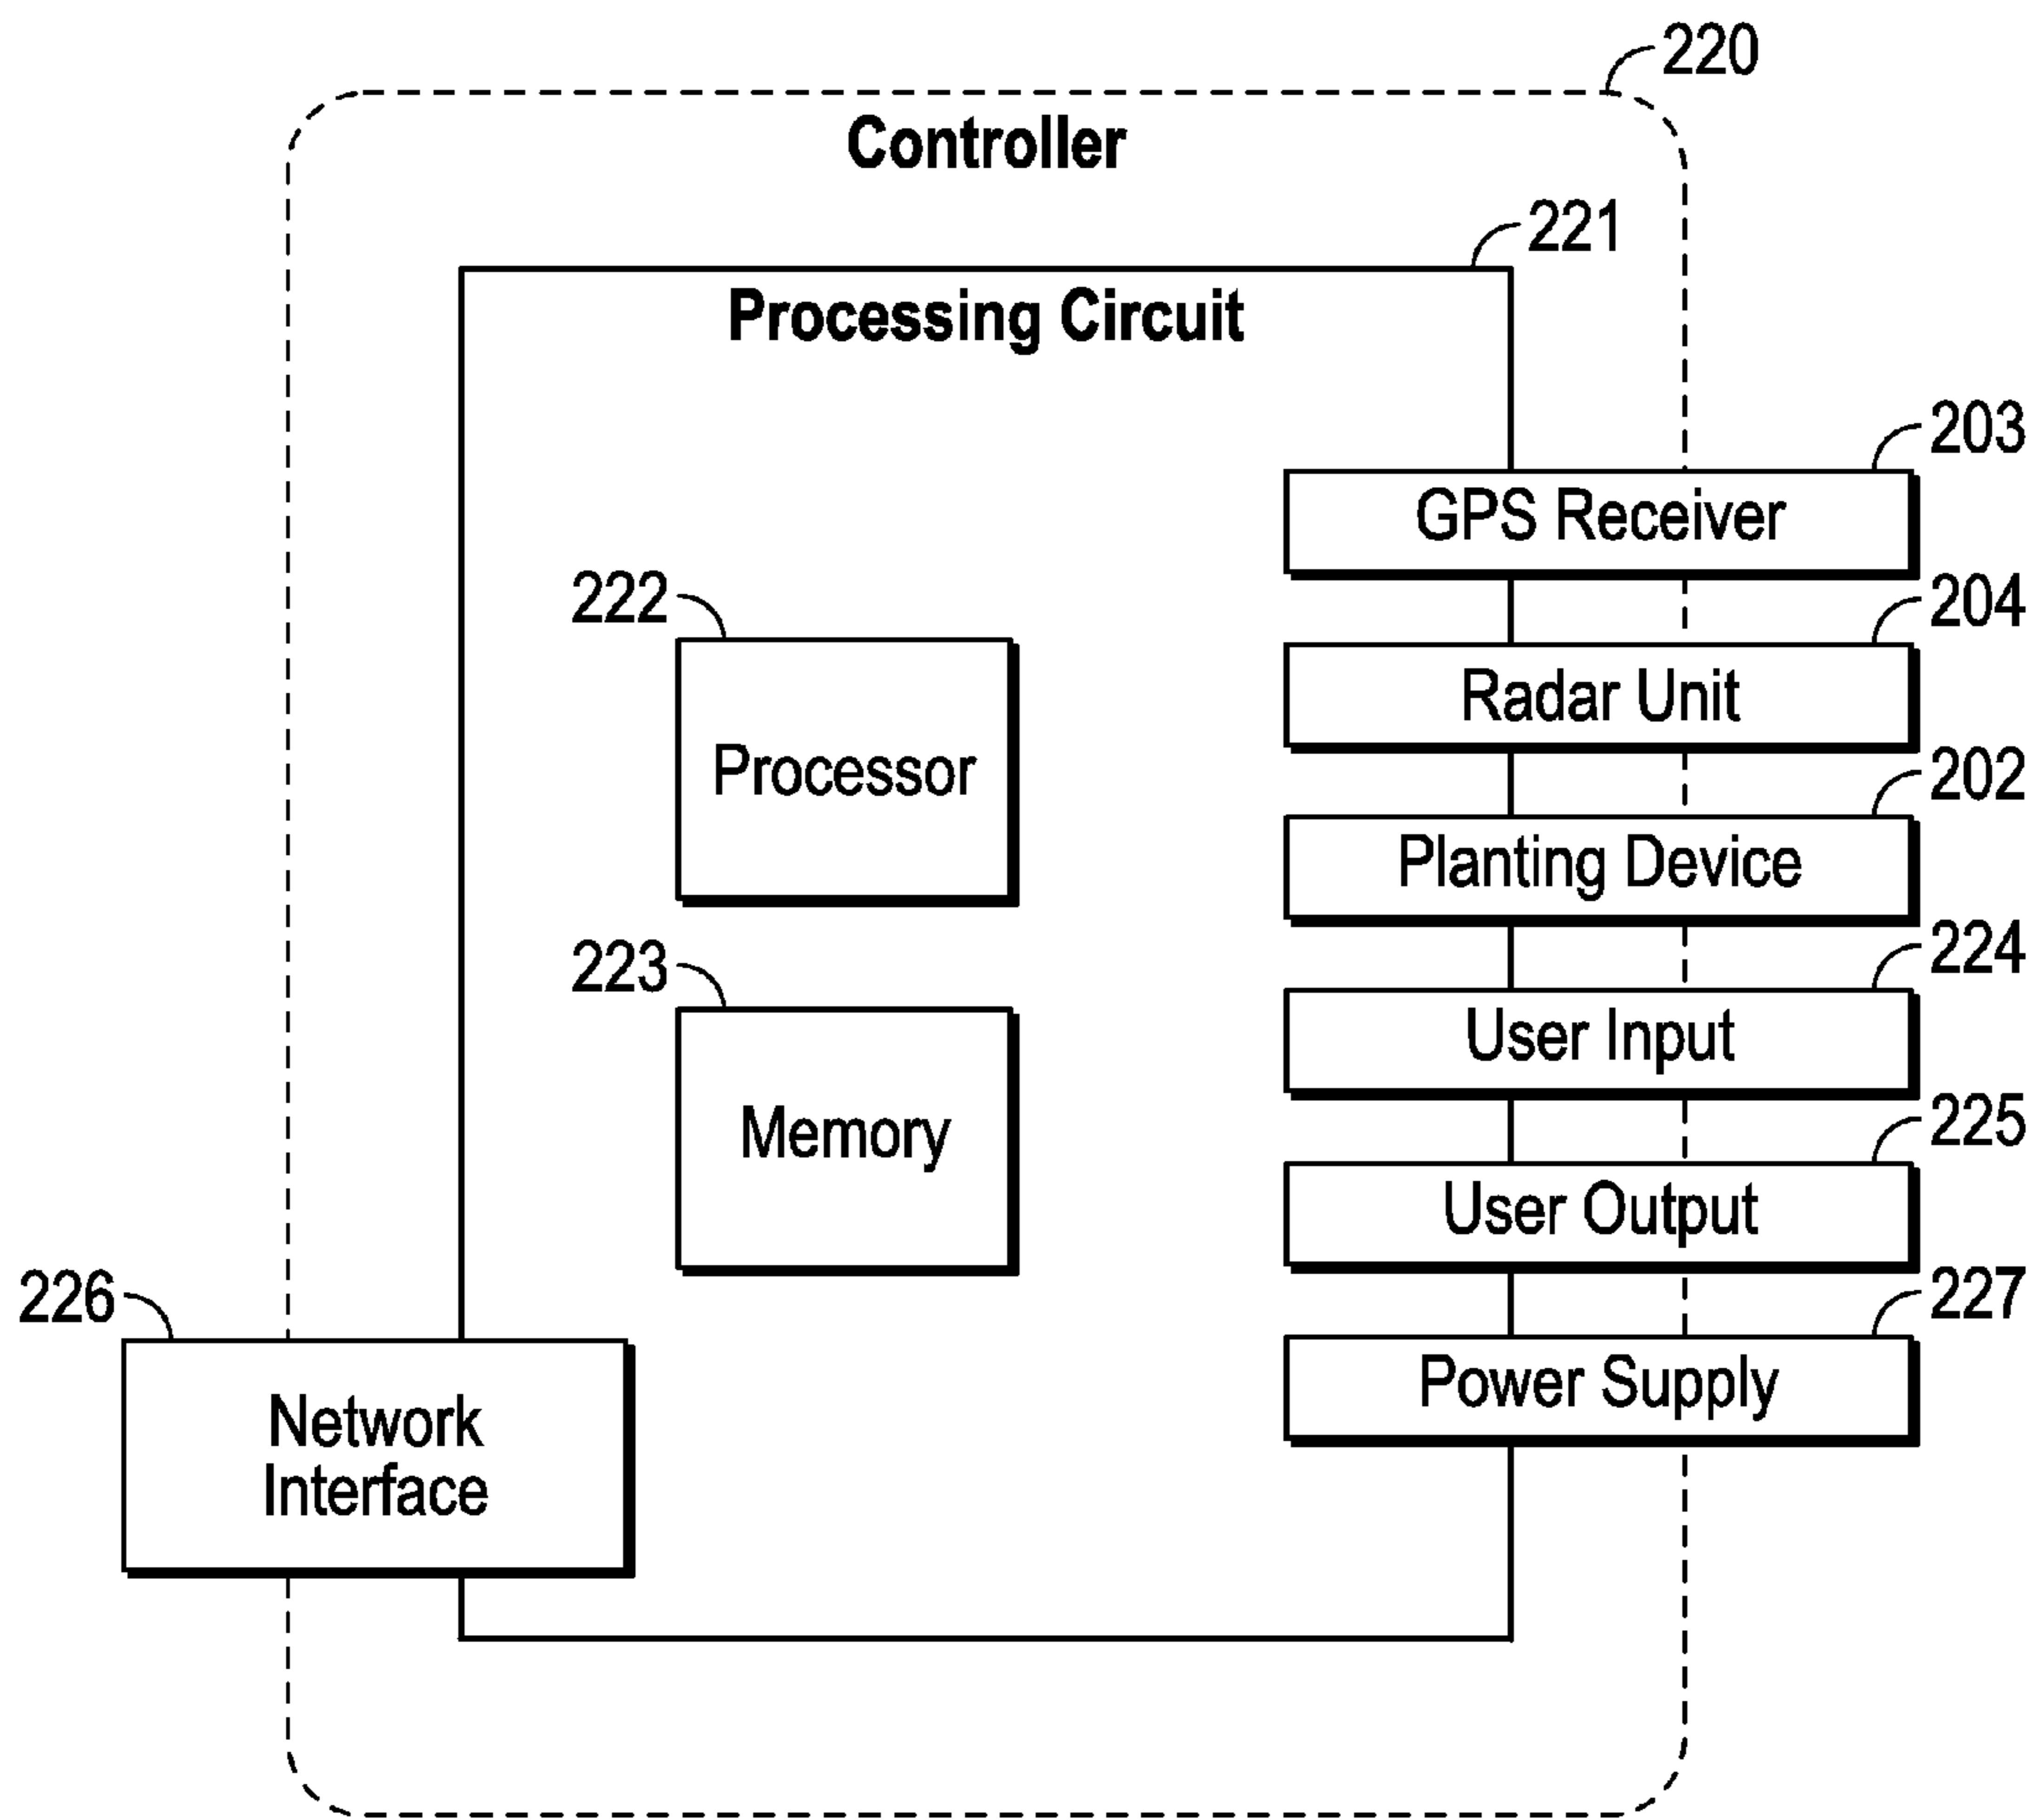 220
Controller
221
Processing Circuit
203
GPS Receiver
204
Radar Unit
202
Planting Device
224
User Input
225
User Output
227
Power Supply
222
Processor
223
Memory
226
Network
Interface